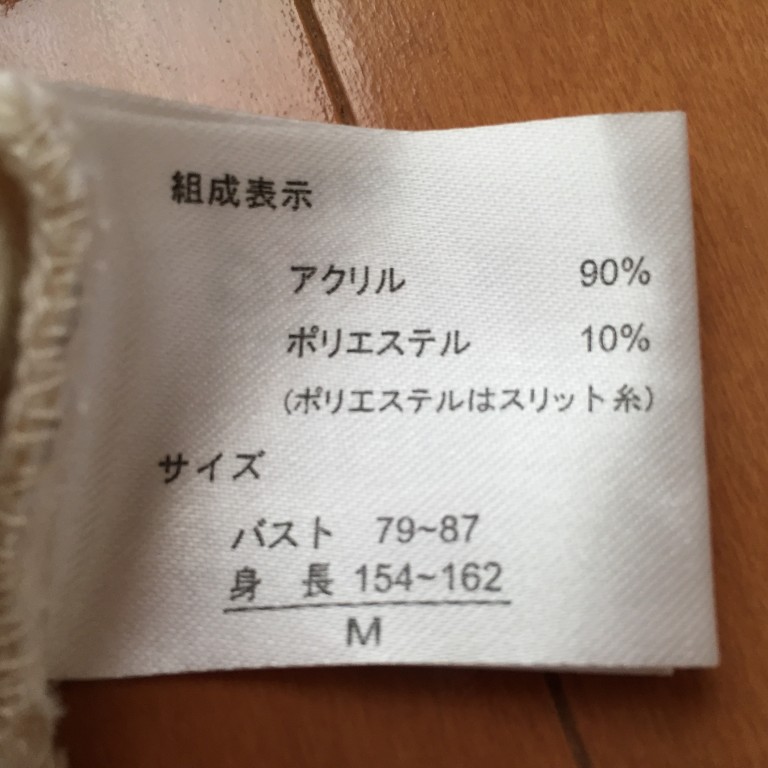 組成表示
アクリル 90%
ポリエステル 10%
(ポリエステルはスリット糸)
サイズ
バスト 79~87
身 長 154~162
M